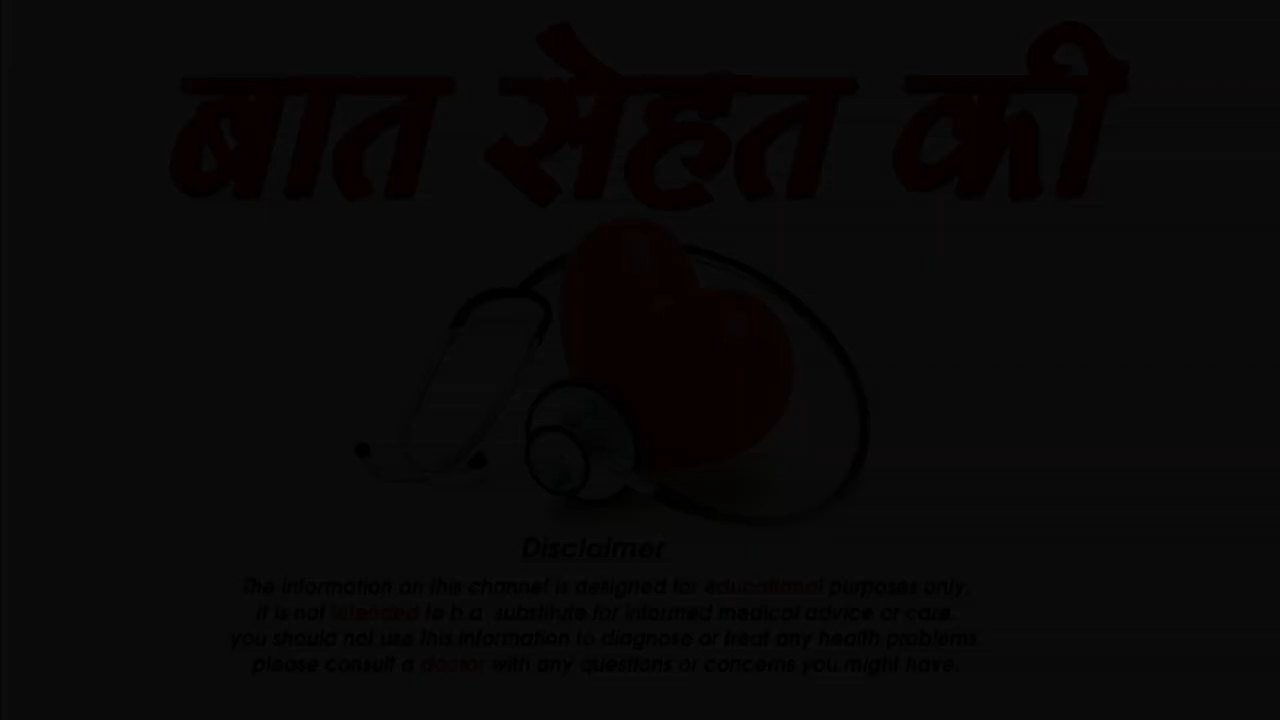 बात सेहत की
Disclaimer
The information on this channel is designed for educational purposes only.
it is not intended to b a substitute for informed medical advice or care.
you should not use this information to diagnose or treat any health problems.
please consult a doctor with any questions or concerns you might have.